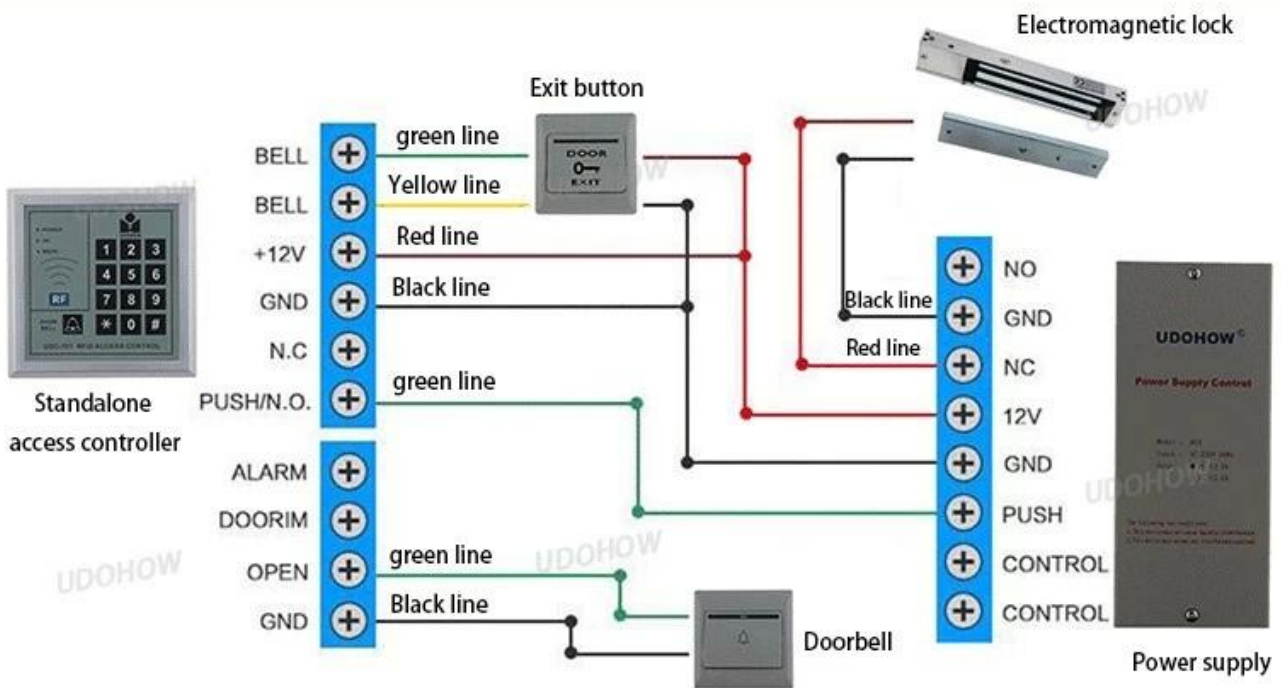 Electromagnetic lock
Exit button
DOOR
EXIT
BELL
green line
BELL
Yellow line
+12V
Red line
GND
Black line
N.C
PUSH/N.O.
green line
ALARM
DOORIM
OPEN
green line
GND
Black line
1 2 3
4 5 6
7 8 9
* 0 #
RF
Standalone
access controller
NO
Black line
GND
Red line
NC
12V
GND
PUSH
CONTROL
CONTROL
UDOHOW
Power Supply Control
Doorbell
Power supply
UDOHOW
UDOHOW
UDOHOW
UDOHOW